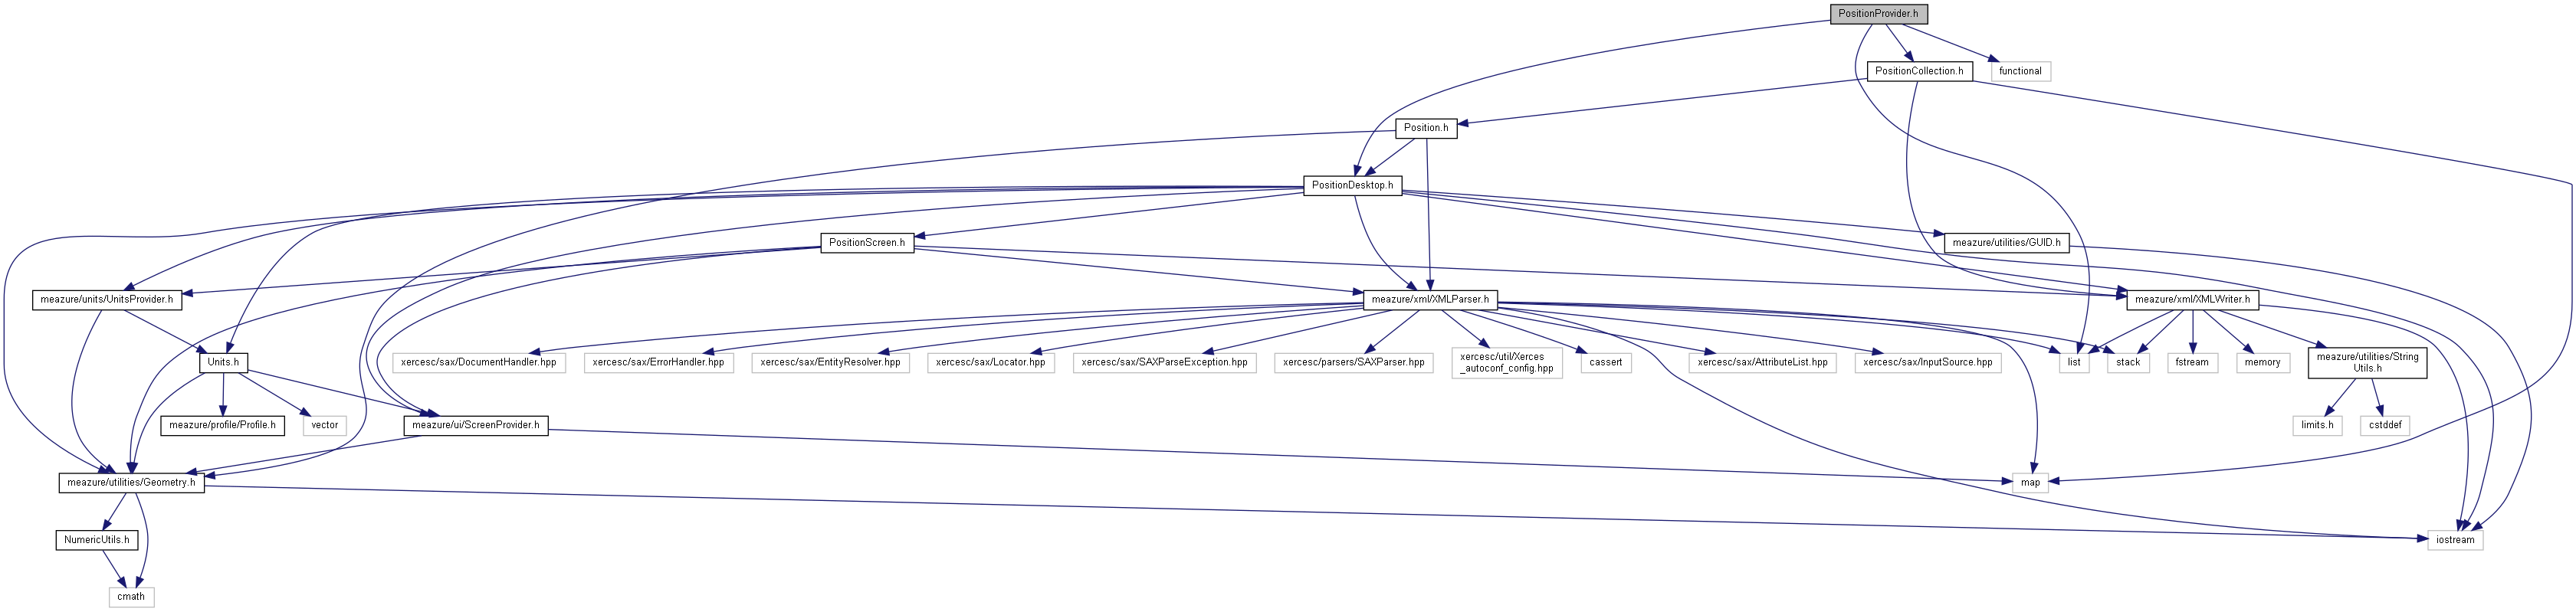 PositionProvider.h
PositionCollection.h
functional
Position.h
PositionDesktop.h
PositionScreen.h
meazure/utilities/GUID.h
meazure/units/UnitsProvider.h
meazure/xml/XMLParser.h
meazure/xml/XMLWriter.h
Units.h
xercesc/sax/DocumentHandler.hpp
xercesc/sax/ErrorHandler.hpp
xercesc/sax/EntityResolver.hpp
xercesc/sax/Locator.hpp
xercesc/sax/SAXParseException.hpp
xercesc/parsers/SAXParser.hpp
xercesc/util/Xerces
_autoconf_config.hpp
cassert
xercesc/sax/AttributeList.hpp
xercesc/sax/InputSource.hpp
list
stack
fstream
memory
meazure/utilities/String
Utils.h
meazure/profile/Profile.h
vector
meazure/ui/ScreenProvider.h
limits.h
cstddef
meazure/utilities/Geometry.h
map
NumericUtils.h
iostream
cmath